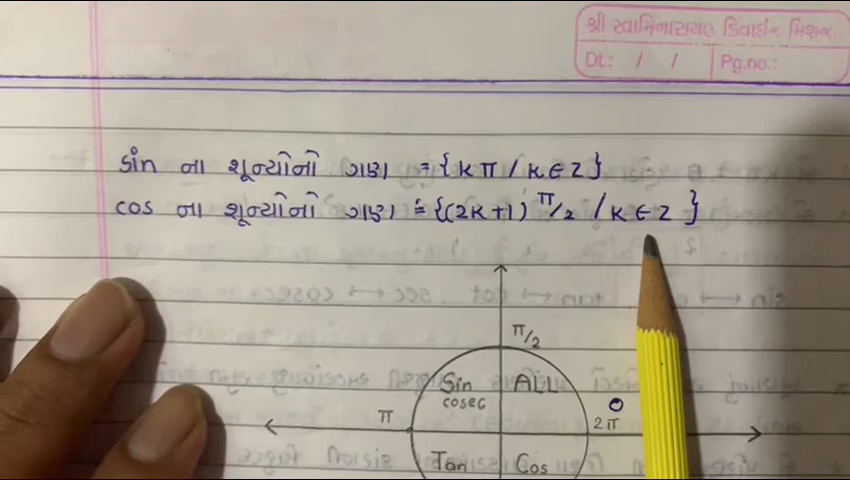 શ્રી સ્વામિનારાયણ ડિવાઇન મિશન
Dt.: / / Pg.no.:
sin ના શૂન્યોનો ગણ = {kπ / k∈Z}
cos ના શૂન્યોનો ગણ = {(2k+1) π/2 / k∈Z }
π/2
Sin ALL
cosec
0
π 2π
Tan Cos